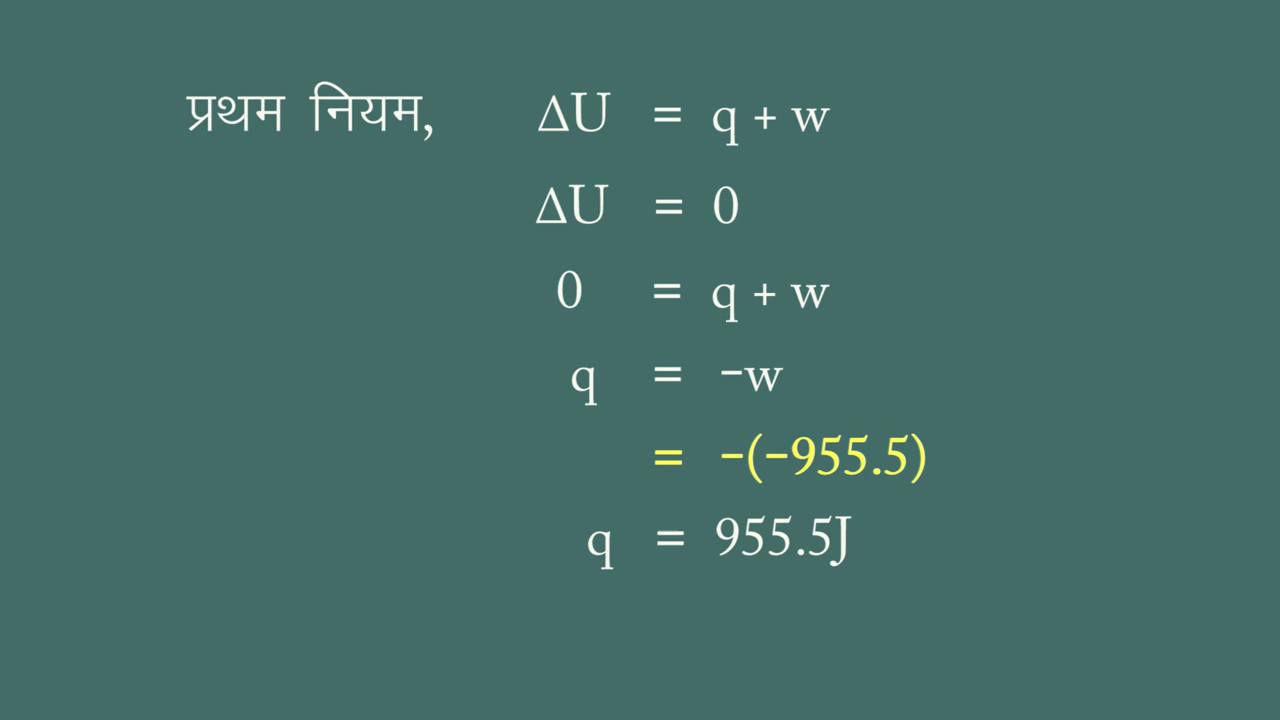 प्रथम नियम, ΔU = q + w
ΔU = 0
0 = q + w
q = −w
= −(−955.5)
q = 955.5J